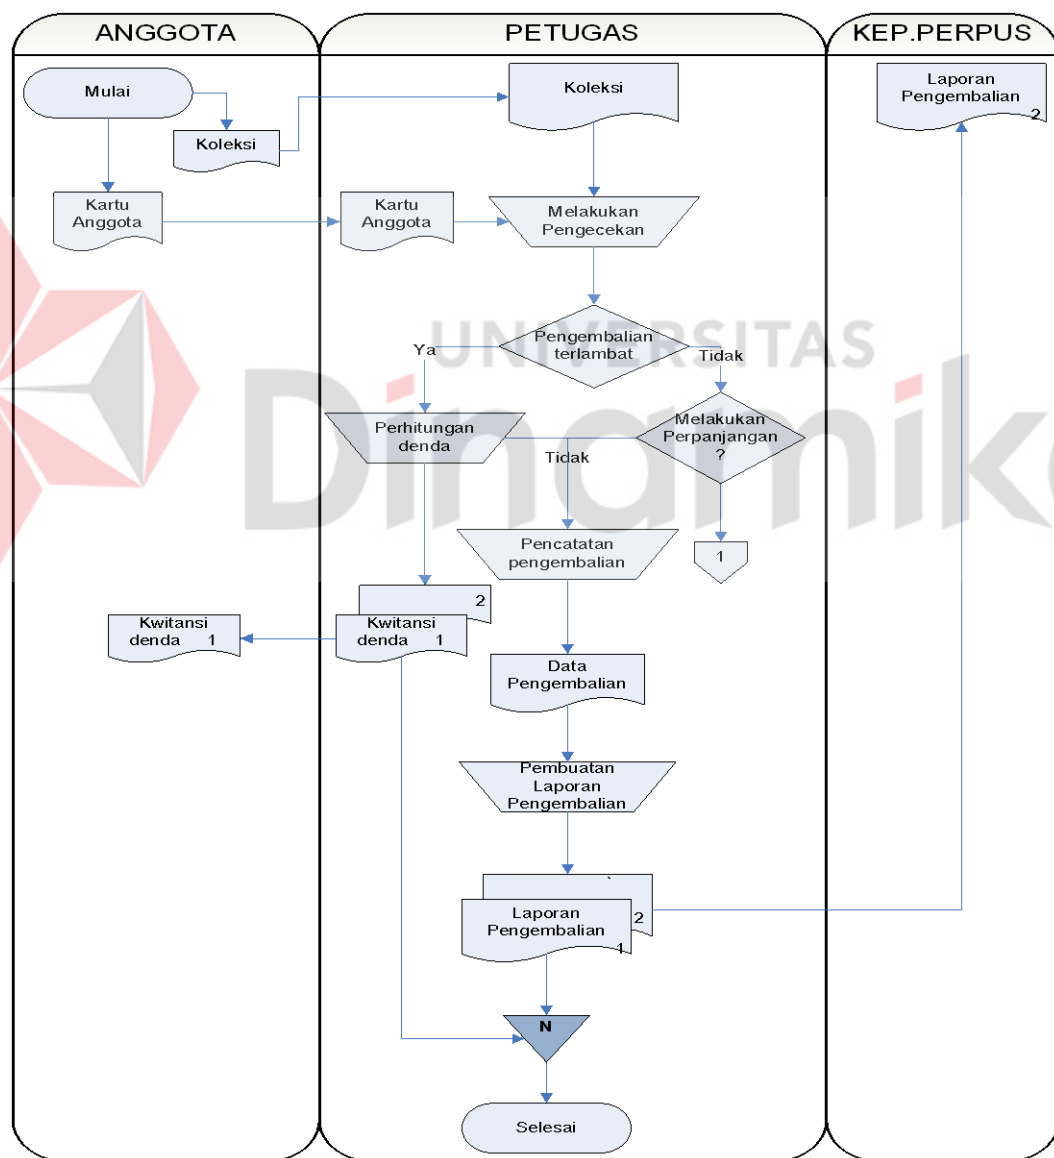 ANGGOTA
PETUGAS
KEP.PERPUS
Mulai
Koleksi
Koleksi
Laporan
Pengembalian
2
Kartu
Anggota
Kartu
Anggota
Melakukan
Pengecekan
UNIVERSITAS
Dinamika
Pengembalian
terlambat
Ya
Tidak
Perhitungan
denda
Melakukan
Perpanjangan
?
Tidak
Pencatatan
pengembalian
1
2
Kwitansi
denda 1
Kwitansi
denda 1
Data
Pengembalian
Pembuatan
Laporan
Pengembalian
2
Laporan
Pengembalian
1
N
Selesai